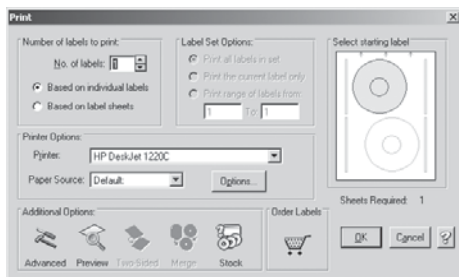 Print
Number of labels to print:
No. of labels: 1
Based on individual labels
Based on label sheets
Label Set Options:
Print all labels in set
Print the current label only
Print range of labels from:
1 To: 1
Select starting label
Printer Options:
Printer: HP DeskJet 1220C
Paper Source: Default
Options...
Sheets Required: 1
Additional Options:
Advanced Preview Two-Sided Merge Stock
Order Labels
OK Cancel ?